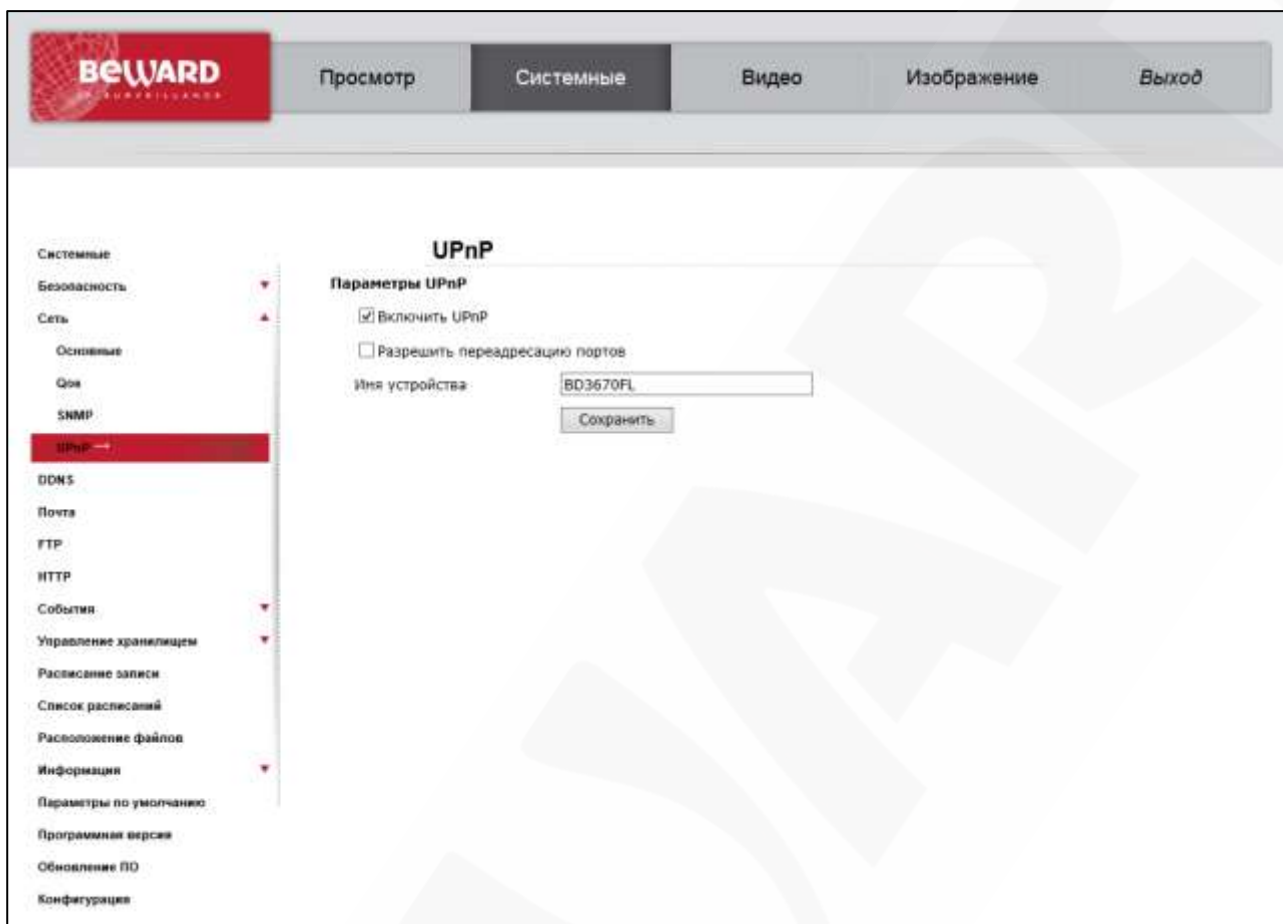 BEWARD
Просмотр
Системные
Видео
Изображение
Выход
UPnP
Системные
Безопасность
Сеть
Основные
Qos
SNMP
UPnP →
DDNS
Почта
FTP
HTTP
События
Управление хранилищем
Расписание записи
Список расписаний
Расположение файлов
Информация
Параметры по умолчанию
Программная версия
Обновление ПО
Конфигурация
Параметры UPnP
Включить UPnP
Разрешить переадресацию портов
Имя устройства
BD3670FL
Сохранить